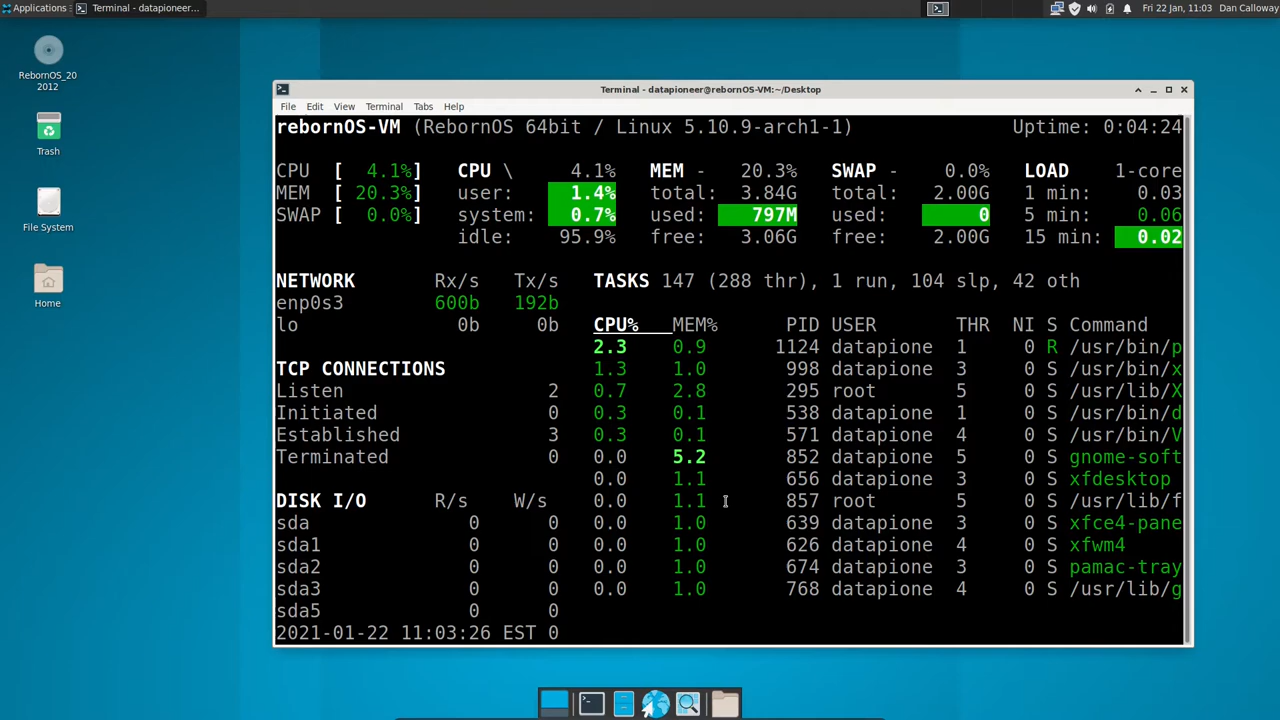 Applications Terminal - datapioneer... Fri 22 Jan, 11:03 Dan Calloway
RebornOS_20
2012
Trash
File System
Home
Terminal - datapioneer@rebornOS-VM:~/Desktop
File Edit View Terminal Tabs Help
rebornOS-VM (RebornOS 64bit / Linux 5.10.9-arch1-1) Uptime: 0:04:24
CPU [ 4.1%] CPU \ 4.1% MEM - 20.3% SWAP - 0.0% LOAD 1-core
MEM [ 20.3%] user: 1.4% total: 3.84G total: 2.00G 1 min: 0.03
SWAP [ 0.0%] system: 0.7% used: 797M used: 0 5 min: 0.06
idle: 95.9% free: 3.06G free: 2.00G 15 min: 0.02
NETWORK Rx/s Tx/s TASKS 147 (288 thr), 1 run, 104 slp, 42 oth
enp0s3 600b 192b
lo 0b 0b CPU% MEM% PID USER THR NI S Command
2.3 0.9 1124 datapione 1 0 R /usr/bin/p
TCP CONNECTIONS 1.3 1.0 998 datapione 3 0 S /usr/bin/x
Listen 2 0.7 2.8 295 root 5 0 S /usr/lib/X
Initiated 0 0.3 0.1 538 datapione 1 0 S /usr/bin/d
Established 3 0.3 0.1 571 datapione 4 0 S /usr/bin/V
Terminated 0 0.0 5.2 852 datapione 5 0 S gnome-soft
0.0 1.1 656 datapione 3 0 S xfdesktop
DISK I/O R/s W/s 0.0 1.1 857 root 5 0 S /usr/lib/f
sda 0 0 0.0 1.0 639 datapione 3 0 S xfce4-pane
sda1 0 0 0.0 1.0 626 datapione 4 0 S xfwm4
sda2 0 0 0.0 1.0 674 datapione 3 0 S pamac-tray
sda3 0 0 0.0 1.0 768 datapione 4 0 S /usr/lib/g
sda5 0 0
2021-01-22 11:03:26 EST 0